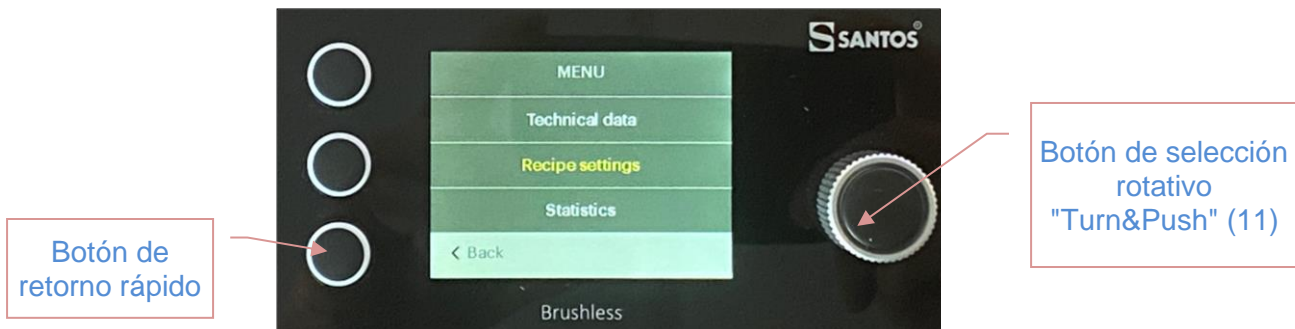 SANTOS
MENU
Technical data
Recipe settings
Statistics
< Back
Brushless
Botón de
retorno rápido
Botón de selección
rotativo
"Turn&Push" (11)